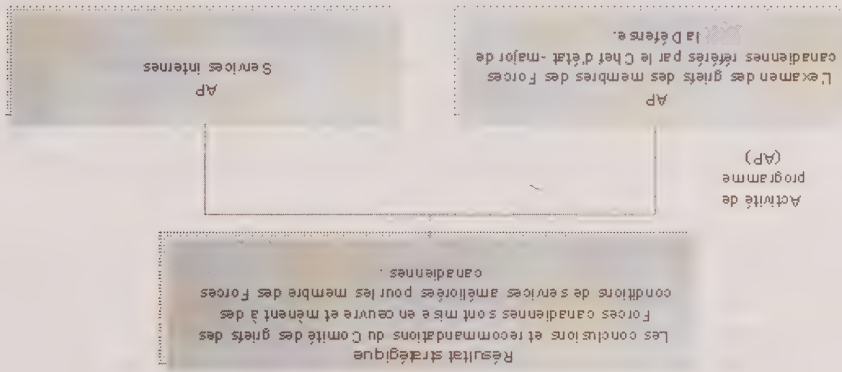 Résultat stratégique
Les conclusions et recommandations du Comité des griefs des
Forces canadiennes sont mise en œuvre et mènent à des
conditions de services améliorées pour les membre des Forces
canadiennes .
Activité de
programme
(AP)
AP
L'examen des griefs des membres des Forces
canadiennes référés par le Chef d'état -major de
la Défense.
AP
Services internes